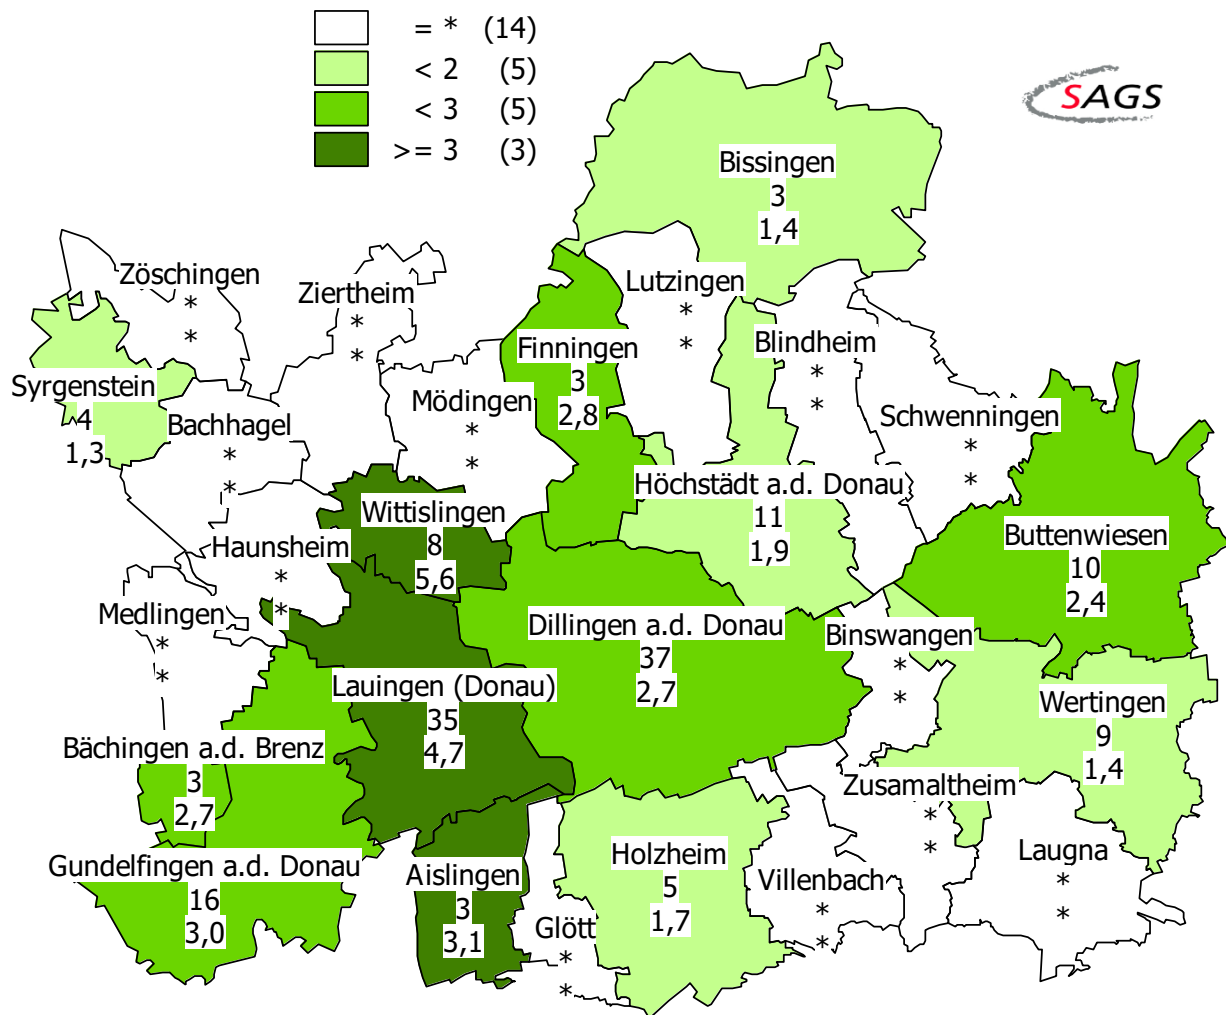 = * (14)
< 2 (5)
< 3 (5)
>= 3 (3)
SAGS
Bissingen
3
1,4
Zöschingen
*
*
Ziertheim
*
*
Lutzingen
*
*
Finningen
3
2,8
Blindheim
*
*
Syrgenstein
4
1,3
Bachhagel
*
*
Mödingen
*
*
Schwenningen
*
*
Höchstädt a.d. Donau
11
1,9
Wittislingen
8
5,6
Buttenwiesen
10
2,4
Haunsheim
*
*
Medlingen
*
*
Dillingen a.d. Donau
37
2,7
Binswangen
*
*
Lauingen (Donau)
35
4,7
Wertingen
9
1,4
Bächingen a.d. Brenz
3
2,7
Zusamaltheim
*
*
Gundelfingen a.d. Donau
16
3,0
Aislingen
3
3,1
Holzheim
5
1,7
Villenbach
*
*
Laugna
*
*
Glött
*
*